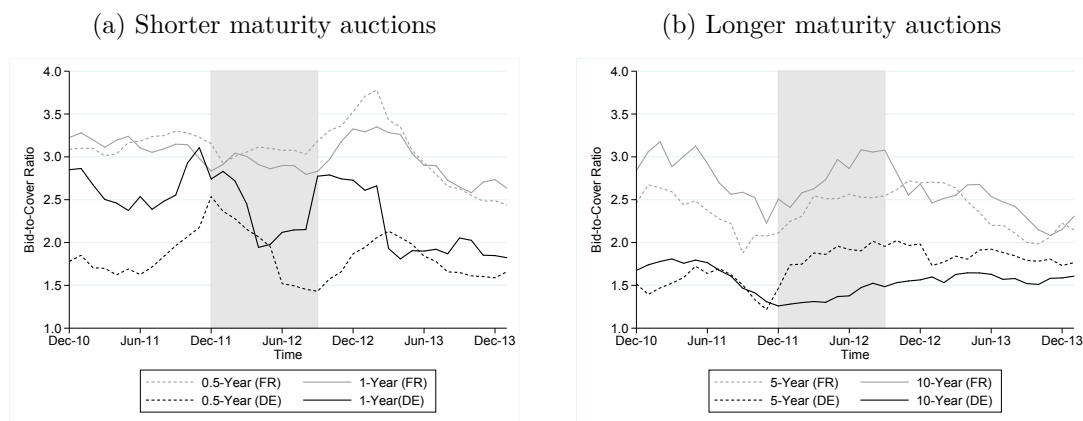 (a) Shorter maturity auctions
4.0
3.5
3.0
2.5
2.0
1.5
1.0
Bid-to-Cover Ratio
Dec-10 Jun-11 Dec-11 Jun-12 Dec-12 Jun-13 Dec-13
Time
0.5-Year (FR) 1-Year (FR)
0.5-Year (DE) 1-Year(DE)
(b) Longer maturity auctions
4.0
3.5
3.0
2.5
2.0
1.5
1.0
Bid-to-Cover Ratio
Dec-10 Jun-11 Dec-11 Jun-12 Dec-12 Jun-13 Dec-13
Time
5-Year (FR) 10-Year (FR)
5-Year (DE) 10-Year (DE)